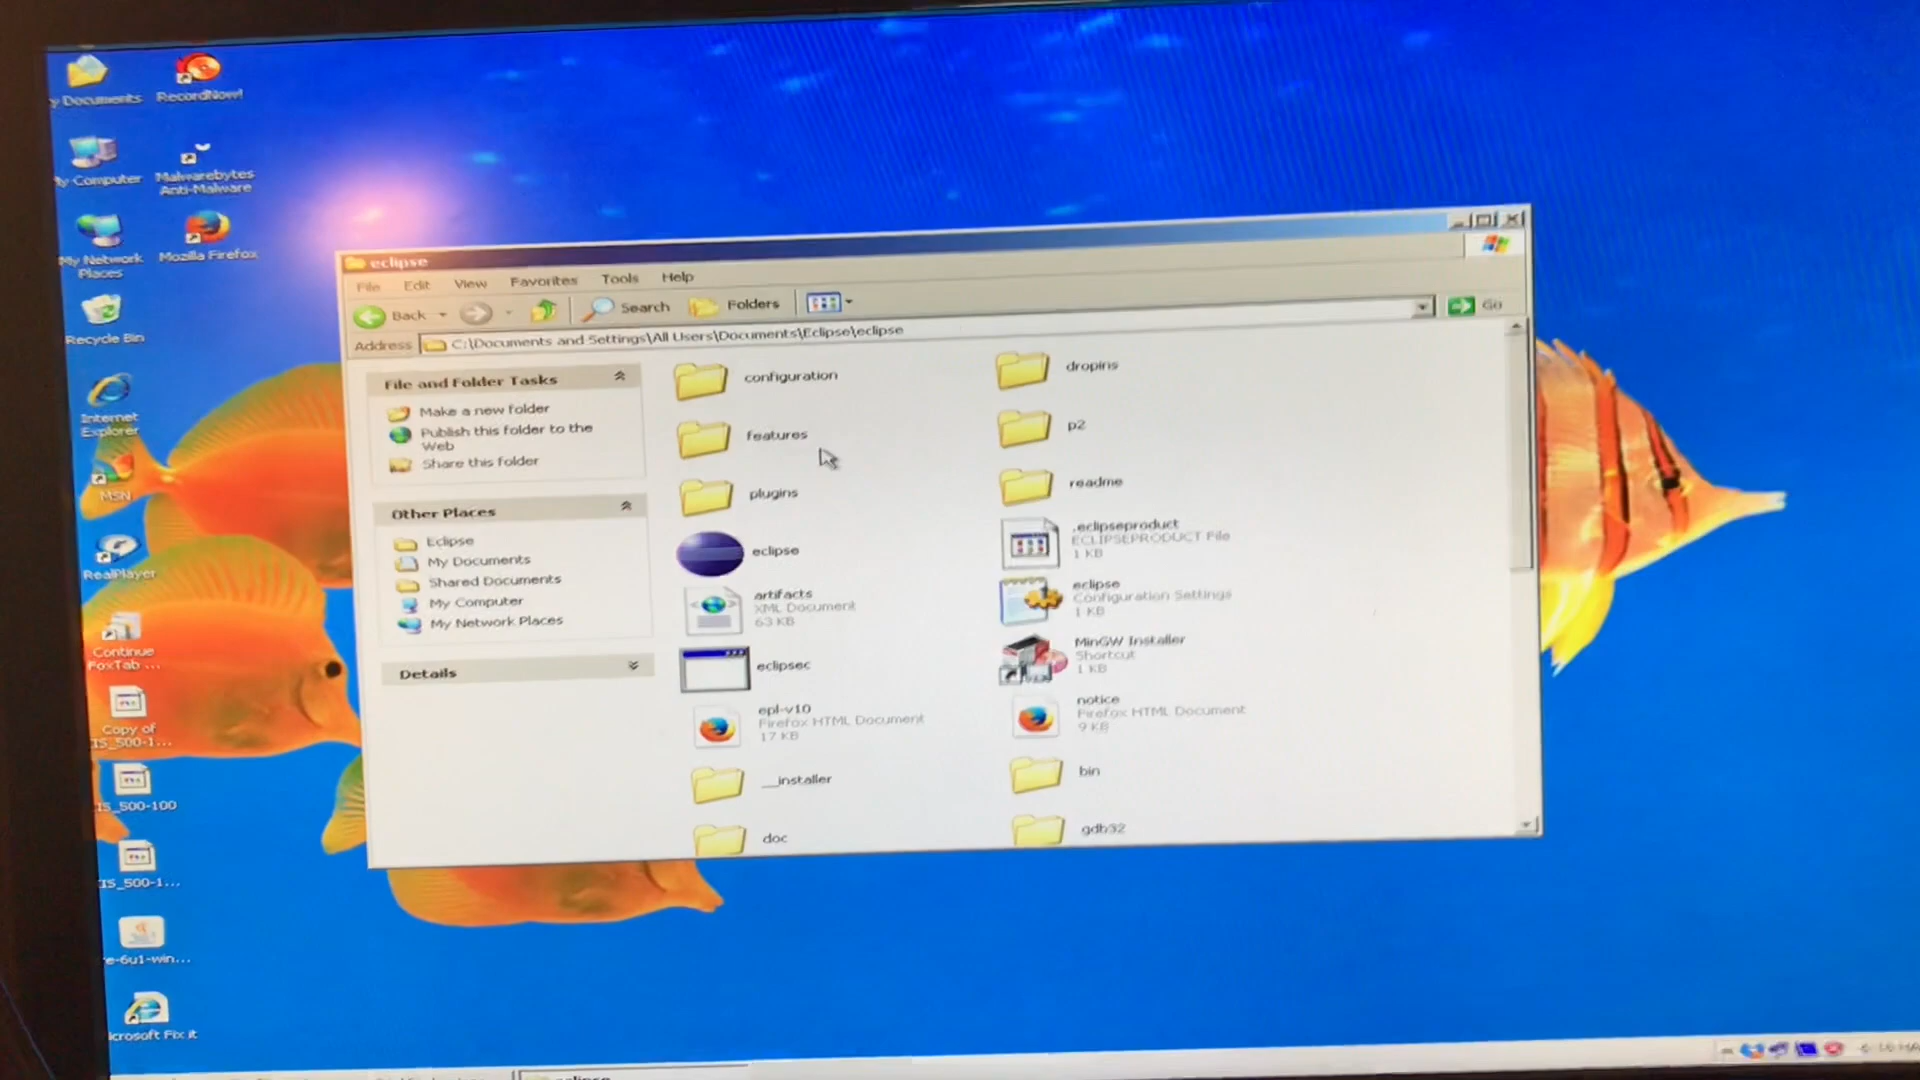 y Documents
RecordNow!
My Computer
Malwarebytes
Anti-Malware
My Network
Places
Mozilla Firefox
Recycle Bin
Internet
Explorer
MSN
RealPlayer
Continue
FoxTab ...
Copy of
IS_500-1...
IS_500-100
IS_500-1...
re-6u1-win...
icrosoft Fix it
eclipse
File Edit View Favorites Tools Help
Back Search Folders
Address C:\Documents and Settings\All Users\Documents\Eclipse\eclipse Go
File and Folder Tasks
Make a new folder
Publish this folder to the
Web
Share this folder
Other Places
Eclipse
My Documents
Shared Documents
My Computer
My Network Places
Details
configuration
dropins
features
p2
plugins
readme
eclipse
.eclipseproduct
ECLIPSEPRODUCT File
1 KB
artifacts
XML Document
63 KB
eclipse
Configuration Settings
1 KB
eclipsec
MinGW Installer
Shortcut
1 KB
epl-v10
Firefox HTML Document
17 KB
notice
Firefox HTML Document
9 KB
__installer
bin
doc
gdb32
eclipse